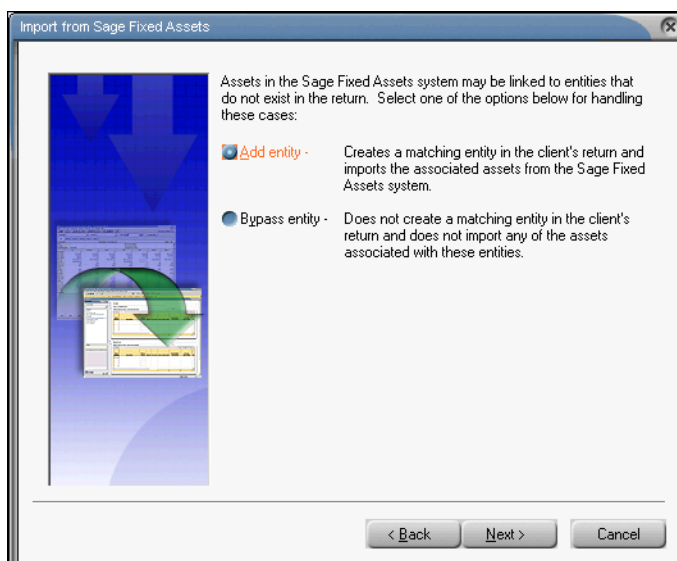 Import from Sage Fixed Assets
Assets in the Sage Fixed Assets system may be linked to entities that
do not exist in the return. Select one of the options below for handling
these cases:
Add entity - Creates a matching entity in the client's return and
imports the associated assets from the Sage Fixed
Assets system.
Bypass entity - Does not create a matching entity in the client's
return and does not import any of the assets
associated with these entities.
< Back Next > Cancel